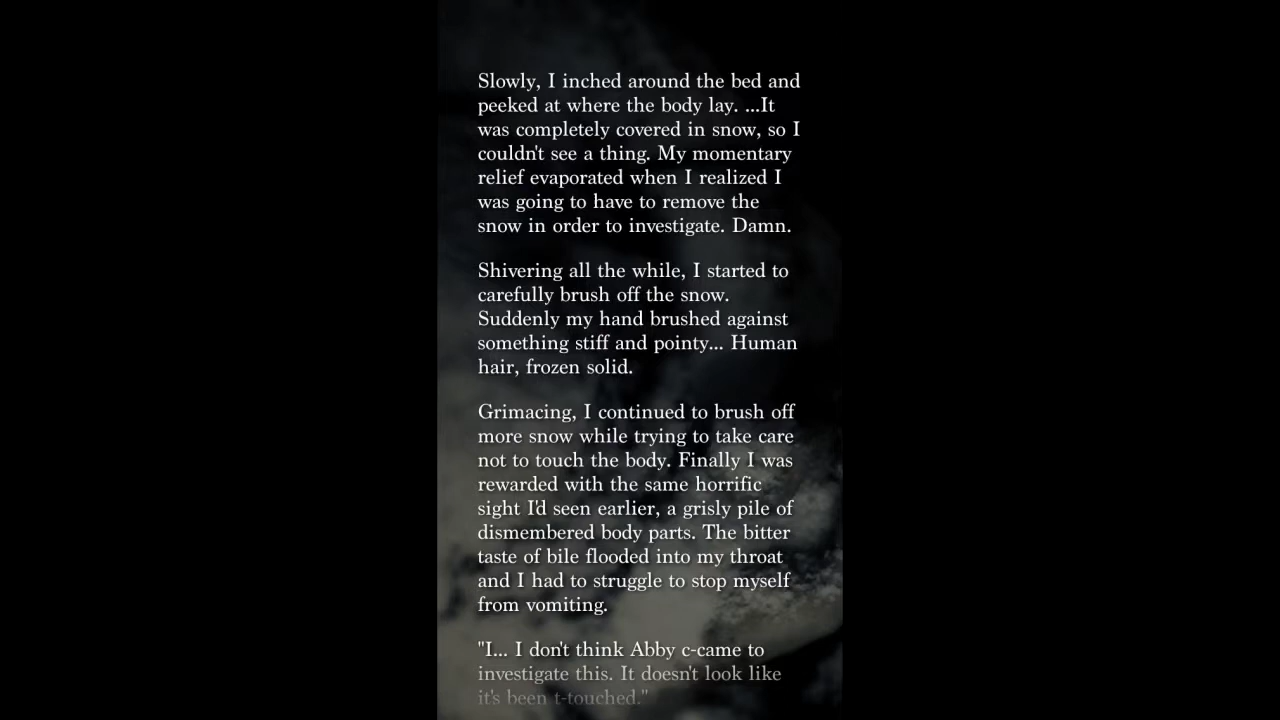 Slowly, I inched around the bed and
peeked at where the body lay. ...It
was completely covered in snow, so I
couldn't see a thing. My momentary
relief evaporated when I realized I
was going to have to remove the
snow in order to investigate. Damn.
Shivering all the while, I started to
carefully brush off the snow.
Suddenly my hand brushed against
something stiff and pointy... Human
hair, frozen solid.
Grimacing, I continued to brush off
more snow while trying to take care
not to touch the body. Finally I was
rewarded with the same horrific
sight I'd seen earlier, a grisly pile of
dismembered body parts. The bitter
taste of bile flooded into my throat
and I had to struggle to stop myself
from vomiting.
"I... I don't think Abby c-came to
investigate this. It doesn't look like
it's been t-touched."